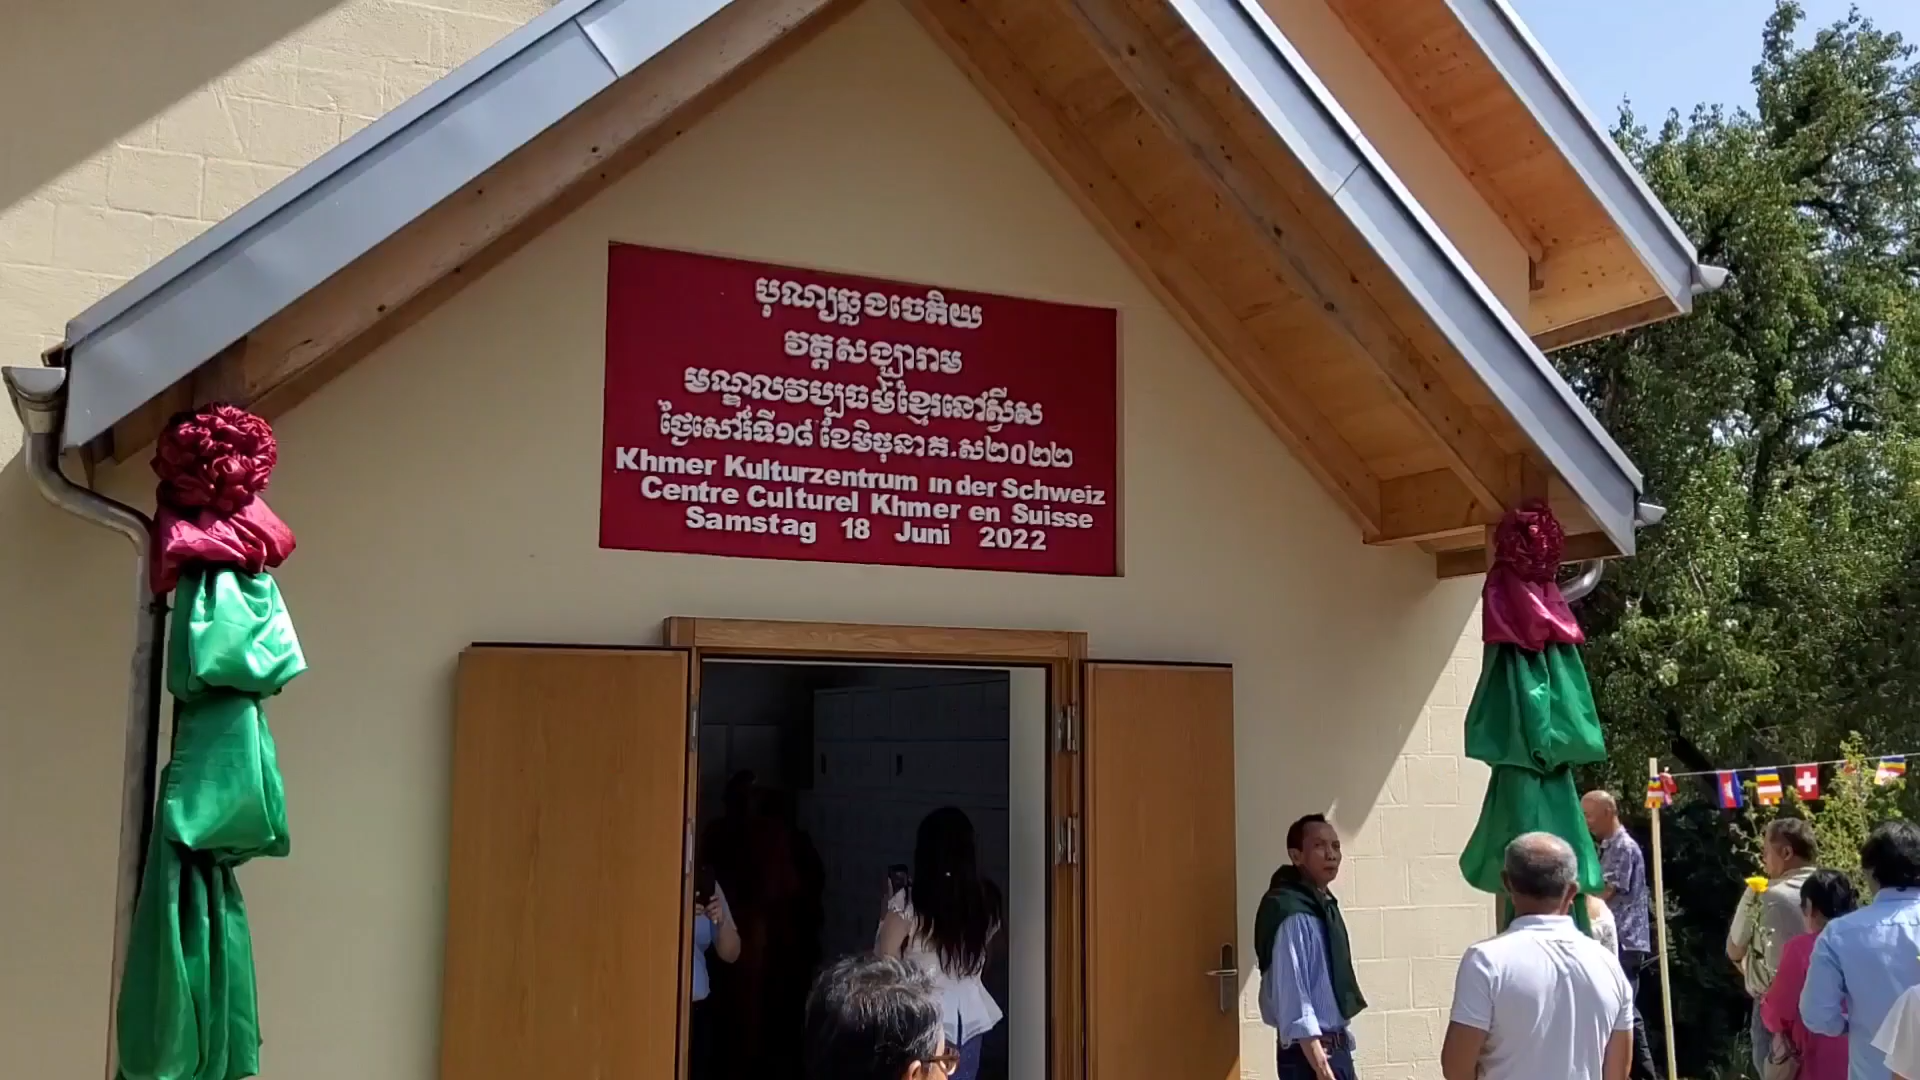 បុណ្យឆ្លងចេតិយ
វត្តសង្ឃារាម
មណ្ឌលវប្បធម៌ខ្មែរនៅស្វីស
ថ្ងៃសៅរ៍ទី១៨ ខែមិថុនា គ.ស២០២២
Khmer Kulturzentrum in der Schweiz
Centre Culturel Khmer en Suisse
Samstag 18 Juni 2022